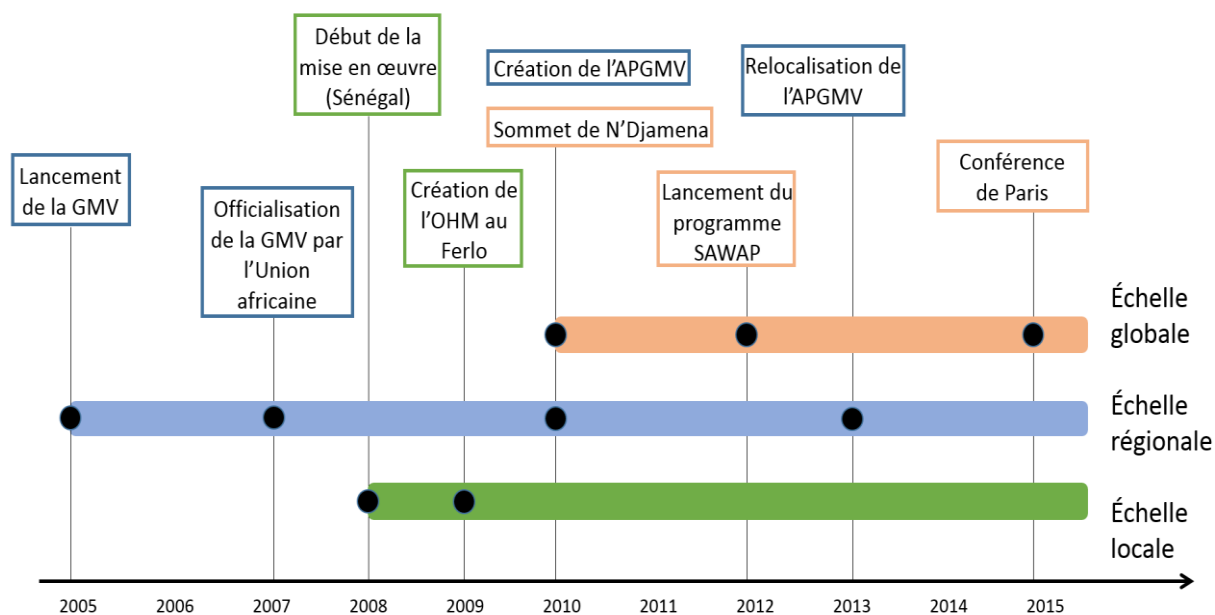 Début de la
mise en œuvre
(Sénégal)
Création de l'APGMV
Relocalisation de
l'APGMV
Sommet de N'Djamena
Lancement
de la GMV
Officialisation
de la GMV par
l'Union
africaine
Création de
l'OHM au
Ferlo
Lancement du
programme
SAWAP
Conférence
de Paris
Échelle
globale
Échelle
régionale
Échelle
locale
2005 2006 2007 2008 2009 2010 2011 2012 2013 2014 2015